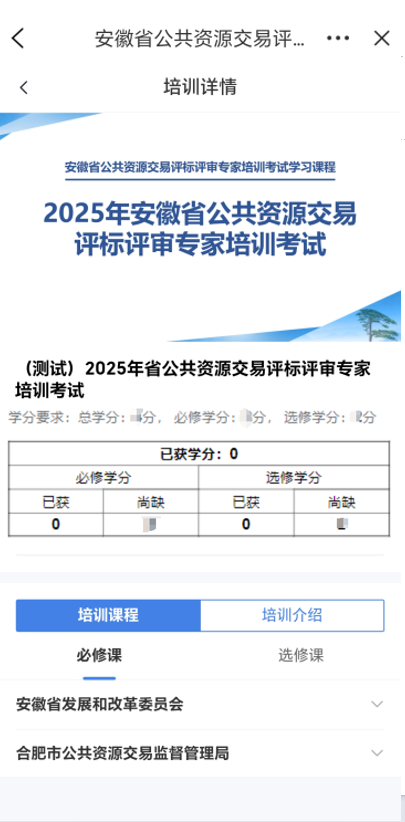 安徽省公共资源交易评...
培训详情
安徽省公共资源交易评标评审专家培训考试学习课程
2025年安徽省公共资源交易
评标评审专家培训考试
（测试）2025年省公共资源交易评标评审专家
培训考试
学分要求：总学分：分，必修学分：分，选修学分：分
已获学分：0
必修学分 选修学分
已获 尚缺 已获 尚缺
0 0
培训课程 培训介绍
必修课 选修课
安徽省发展和改革委员会
合肥市公共资源交易监督管理局